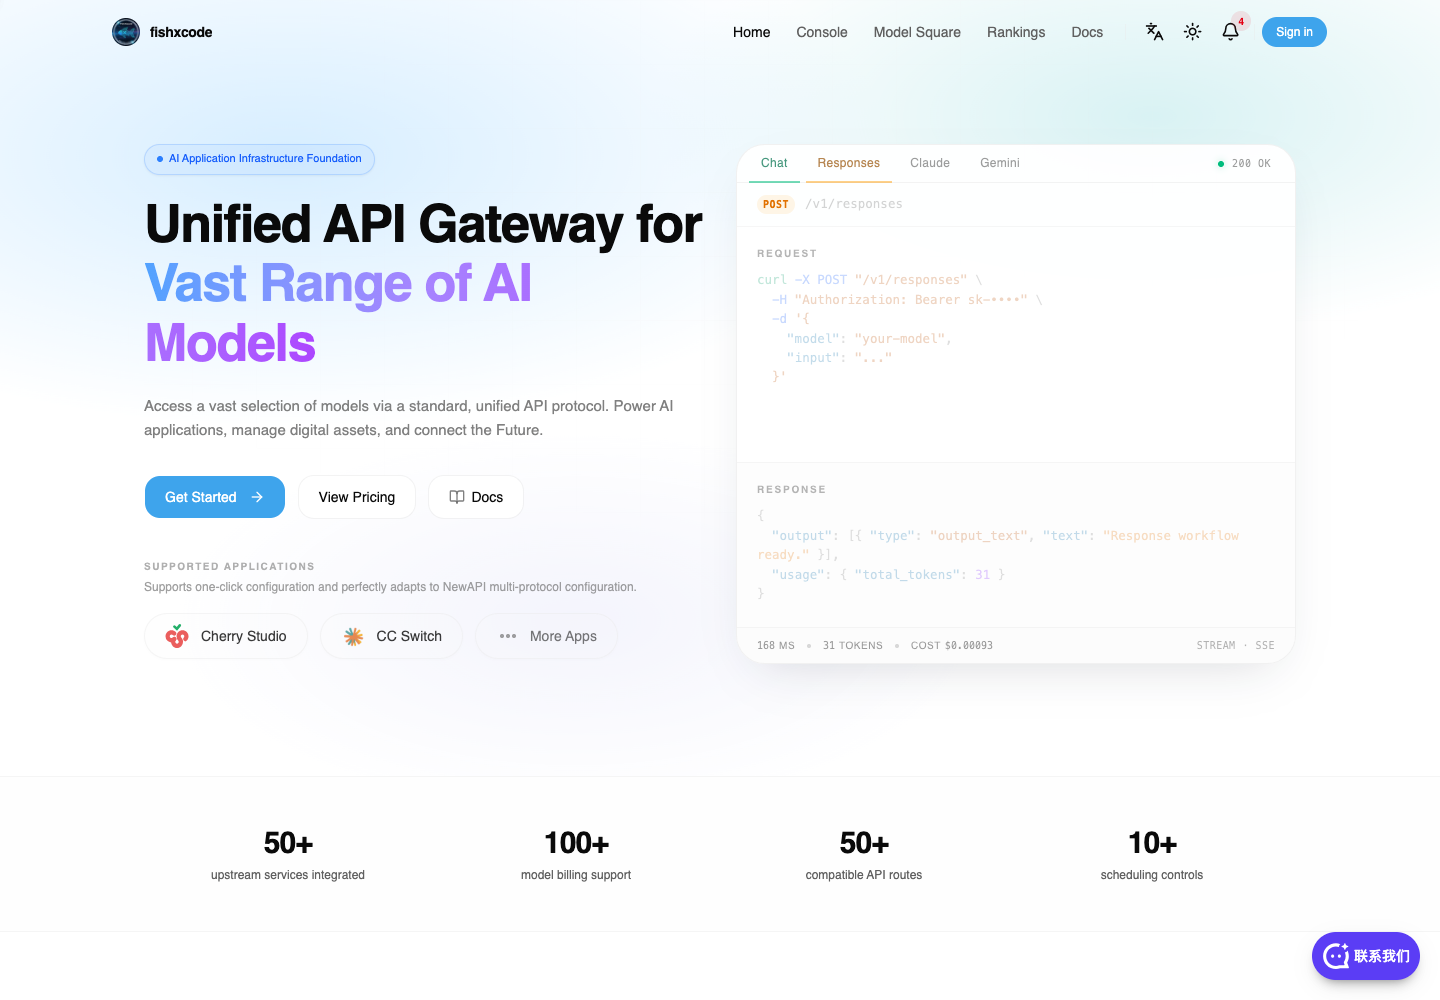 fishxcode
Home
Console
Model Square
Rankings
Docs
4
Sign in
AI Application Infrastructure Foundation
Unified API Gateway for
Vast Range of AI
Models
Access a vast selection of models via a standard, unified API protocol. Power AI
applications, manage digital assets, and connect the Future.
Get Started
View Pricing
Docs
SUPPORTED APPLICATIONS
Supports one-click configuration and perfectly adapts to NewAPI multi-protocol configuration.
Cherry Studio
CC Switch
More Apps
Chat
Responses
Claude
Gemini
200 OK
POST /v1/responses
REQUEST
curl -X POST "/v1/responses" \
-H "Authorization: Bearer sk-••••" \
-d '{
"model": "your-model",
"input": "..."
}'
RESPONSE
{
"output": [{ "type": "output_text", "text": "Response workflow
ready." }],
"usage": { "total_tokens": 31 }
}
168 MS
31 TOKENS
COST $0.00093
STREAM · SSE
50+
upstream services integrated
100+
model billing support
50+
compatible API routes
10+
scheduling controls
联系我们